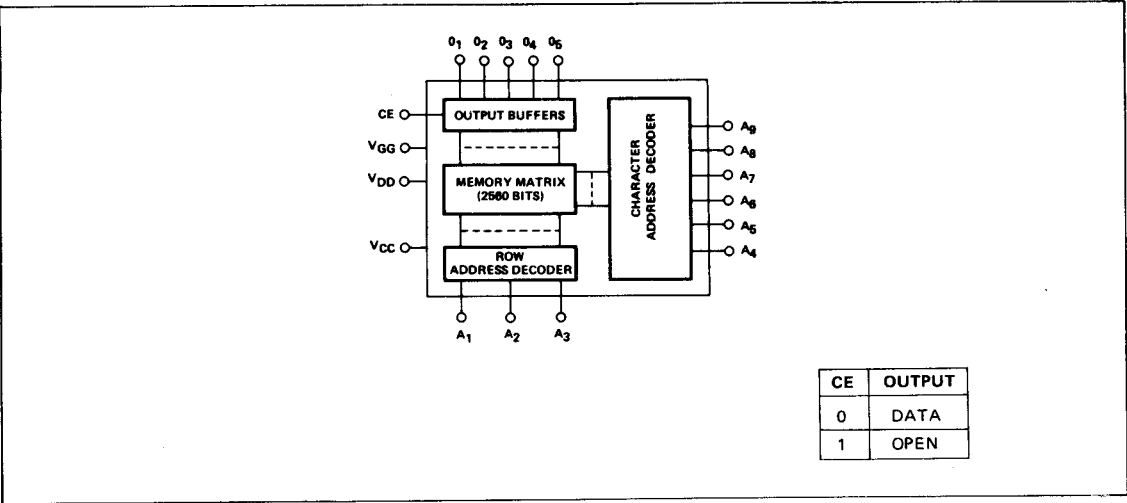 O1 O2 O3 O4 O5
CE
OUTPUT BUFFERS
VGG
VDD
MEMORY MATRIX
(2560 BITS)
VCC
ROW
ADDRESS DECODER
A1 A2 A3
CHARACTER
ADDRESS DECODER
A9
A8
A7
A6
A5
A4
CE OUTPUT
0 DATA
1 OPEN